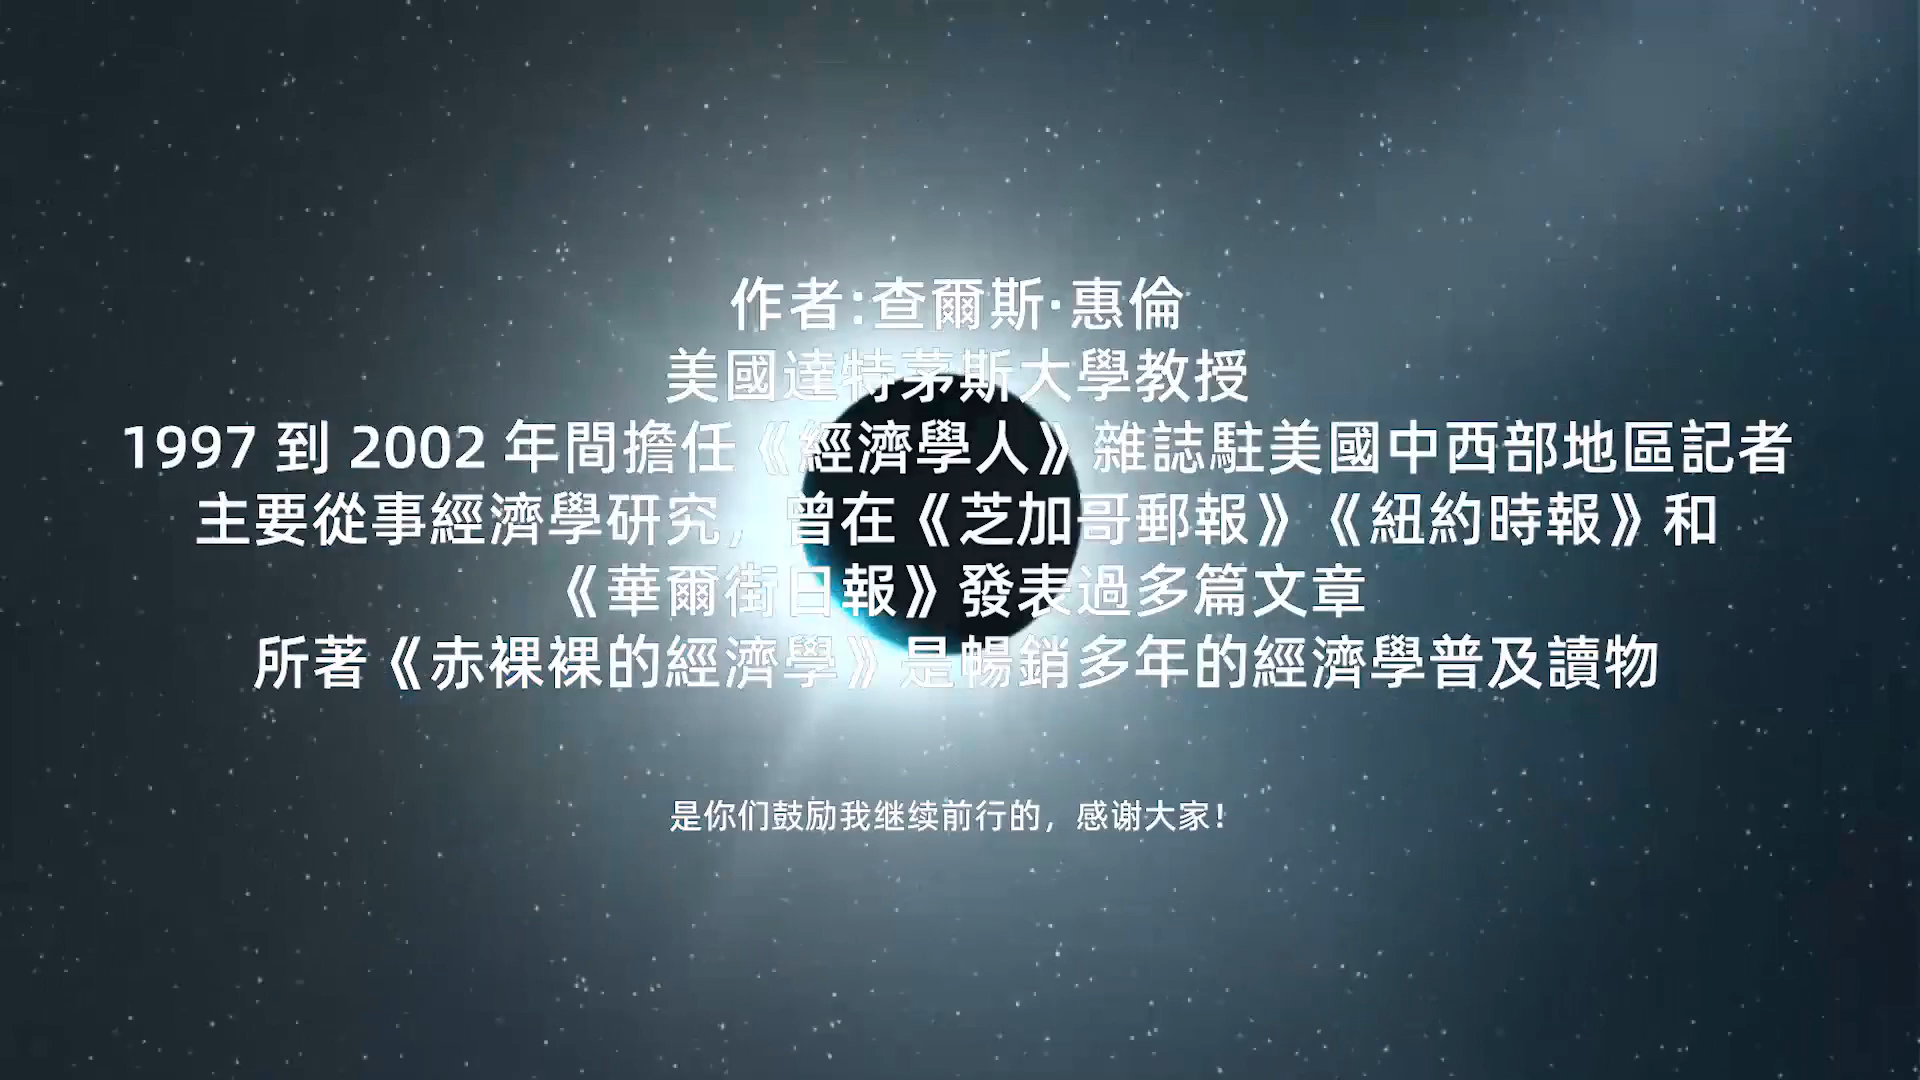 作者:查爾斯·惠倫
美國達特茅斯大學教授
1997 到 2002 年間擔任《經濟學人》雜誌駐美國中西部地區記者
主要從事經濟學研究，曾在《芝加哥郵報》《紐約時報》和
《華爾街日報》發表過多篇文章
所著《赤裸裸的經濟學》是暢銷多年的經濟學普及讀物
是你们鼓励我继续前行的，感谢大家！